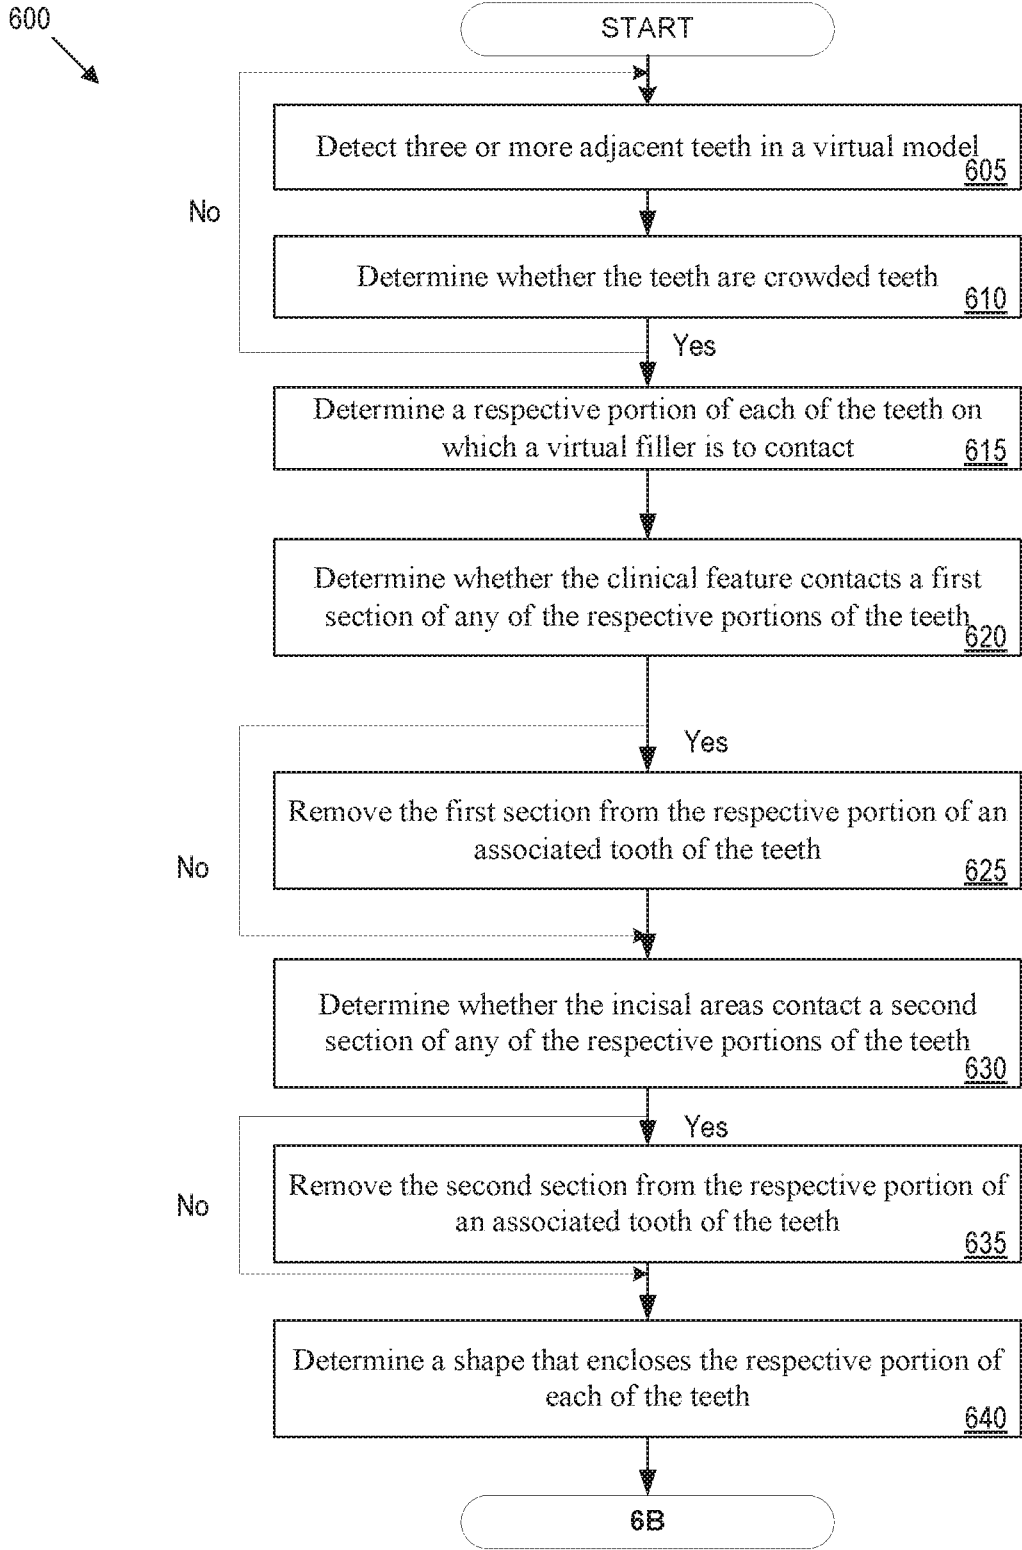 600
START
Detect three or more adjacent teeth in a virtual model
605
No
Determine whether the teeth are crowded teeth
610
Yes
Determine a respective portion of each of the teeth on
which a virtual filler is to contact
615
Determine whether the clinical feature contacts a first
section of any of the respective portions of the teeth
620
Yes
Remove the first section from the respective portion of an
associated tooth of the teeth
625
No
Determine whether the incisal areas contact a second
section of any of the respective portions of the teeth
630
Yes
Remove the second section from the respective portion of
an associated tooth of the teeth
635
No
Determine a shape that encloses the respective portion of
each of the teeth
640
6B